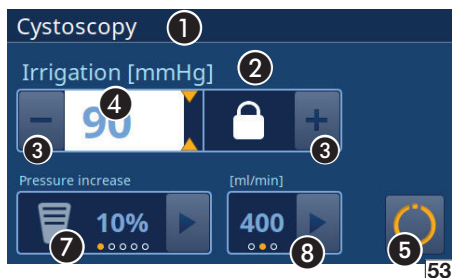 Cystoscopy 1
Irrigation [mmHg] 2
− 4 90 +
3 3
Pressure increase [ml/min]
10% 400
7 8 5
53